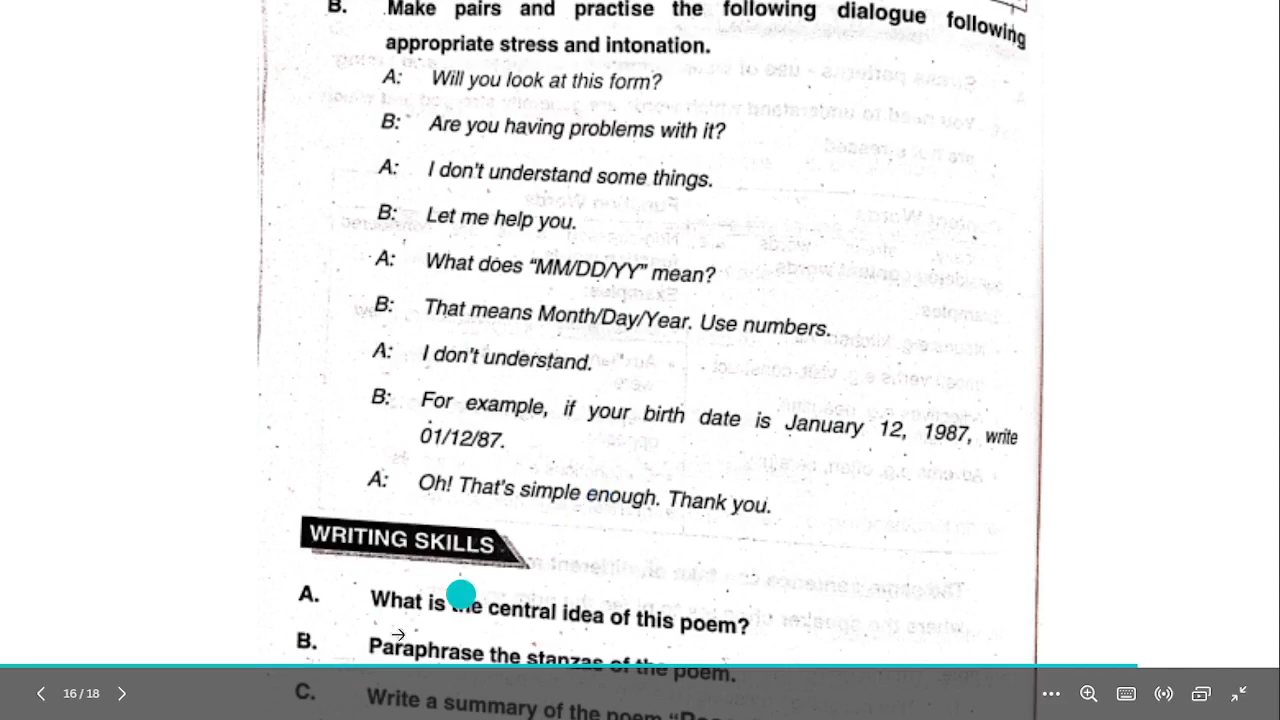 B. Make pairs and practise the following dialogue following
appropriate stress and intonation.
A: Will you look at this form?
B: Are you having problems with it?
A: I don't understand some things.
B: Let me help you.
A: What does “MM/DD/YY” mean?
B: That means Month/Day/Year. Use numbers.
A: I don't understand.
B: For example, if your birth date is January 12, 1987, write
01/12/87.
A: Oh! That's simple enough. Thank you.
WRITING SKILLS
A. What is the central idea of this poem?
B. Paraphrase the stanzas of the poem.
C. Write a summary of the poem
16 / 18